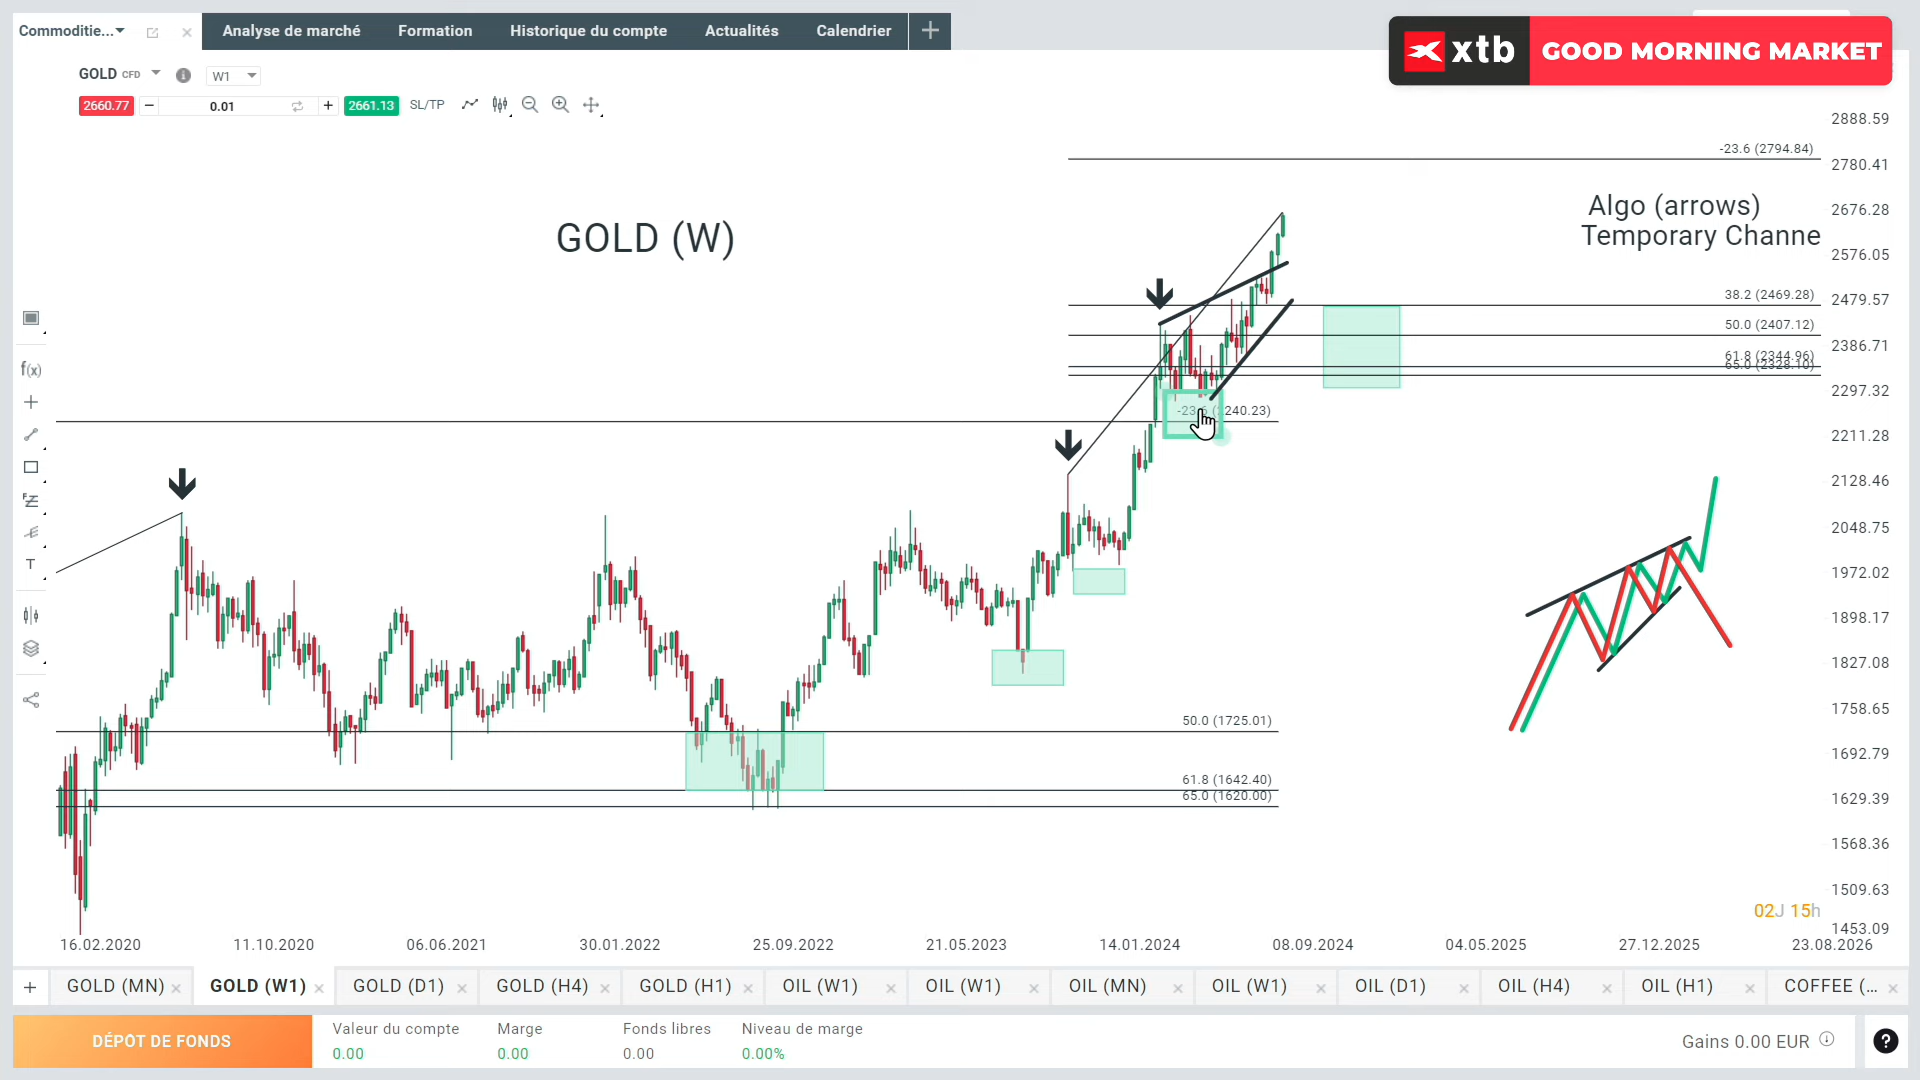 Commoditie...
Analyse de marché
Formation
Historique du compte
Actualités
Calendrier
xtb GOOD MORNING MARKET
GOLD CFD
W1
2660.77
0.01
2661.13
SL/TP
2888.59
-23.6 (2794.84)
2780.41
Algo (arrows)
Temporary Channe
2676.28
GOLD (W)
2576.05
38.2 (2469.28)
2479.57
50.0 (2407.12)
2386.71
61.8 (2344.96)
65.0 (2328.10)
2297.32
2211.28
2128.46
2048.75
1972.02
1898.17
1827.08
50.0 (1725.01)
1758.65
1692.79
61.8 (1642.40)
65.0 (1620.00)
1629.39
1568.36
1509.63
02J 15h
1453.09
f(x)
T
16.02.2020
11.10.2020
06.06.2021
30.01.2022
25.09.2022
21.05.2023
14.01.2024
08.09.2024
04.05.2025
27.12.2025
23.08.2026
GOLD (MN)
GOLD (W1)
GOLD (D1)
GOLD (H4)
GOLD (H1)
OIL (W1)
OIL (W1)
OIL (MN)
OIL (W1)
OIL (D1)
OIL (H4)
OIL (H1)
COFFEE (...
DÉPÔT DE FONDS
Valeur du compte
0.00
Marge
0.00
Fonds libres
0.00
Niveau de marge
0.00%
Gains 0.00 EUR